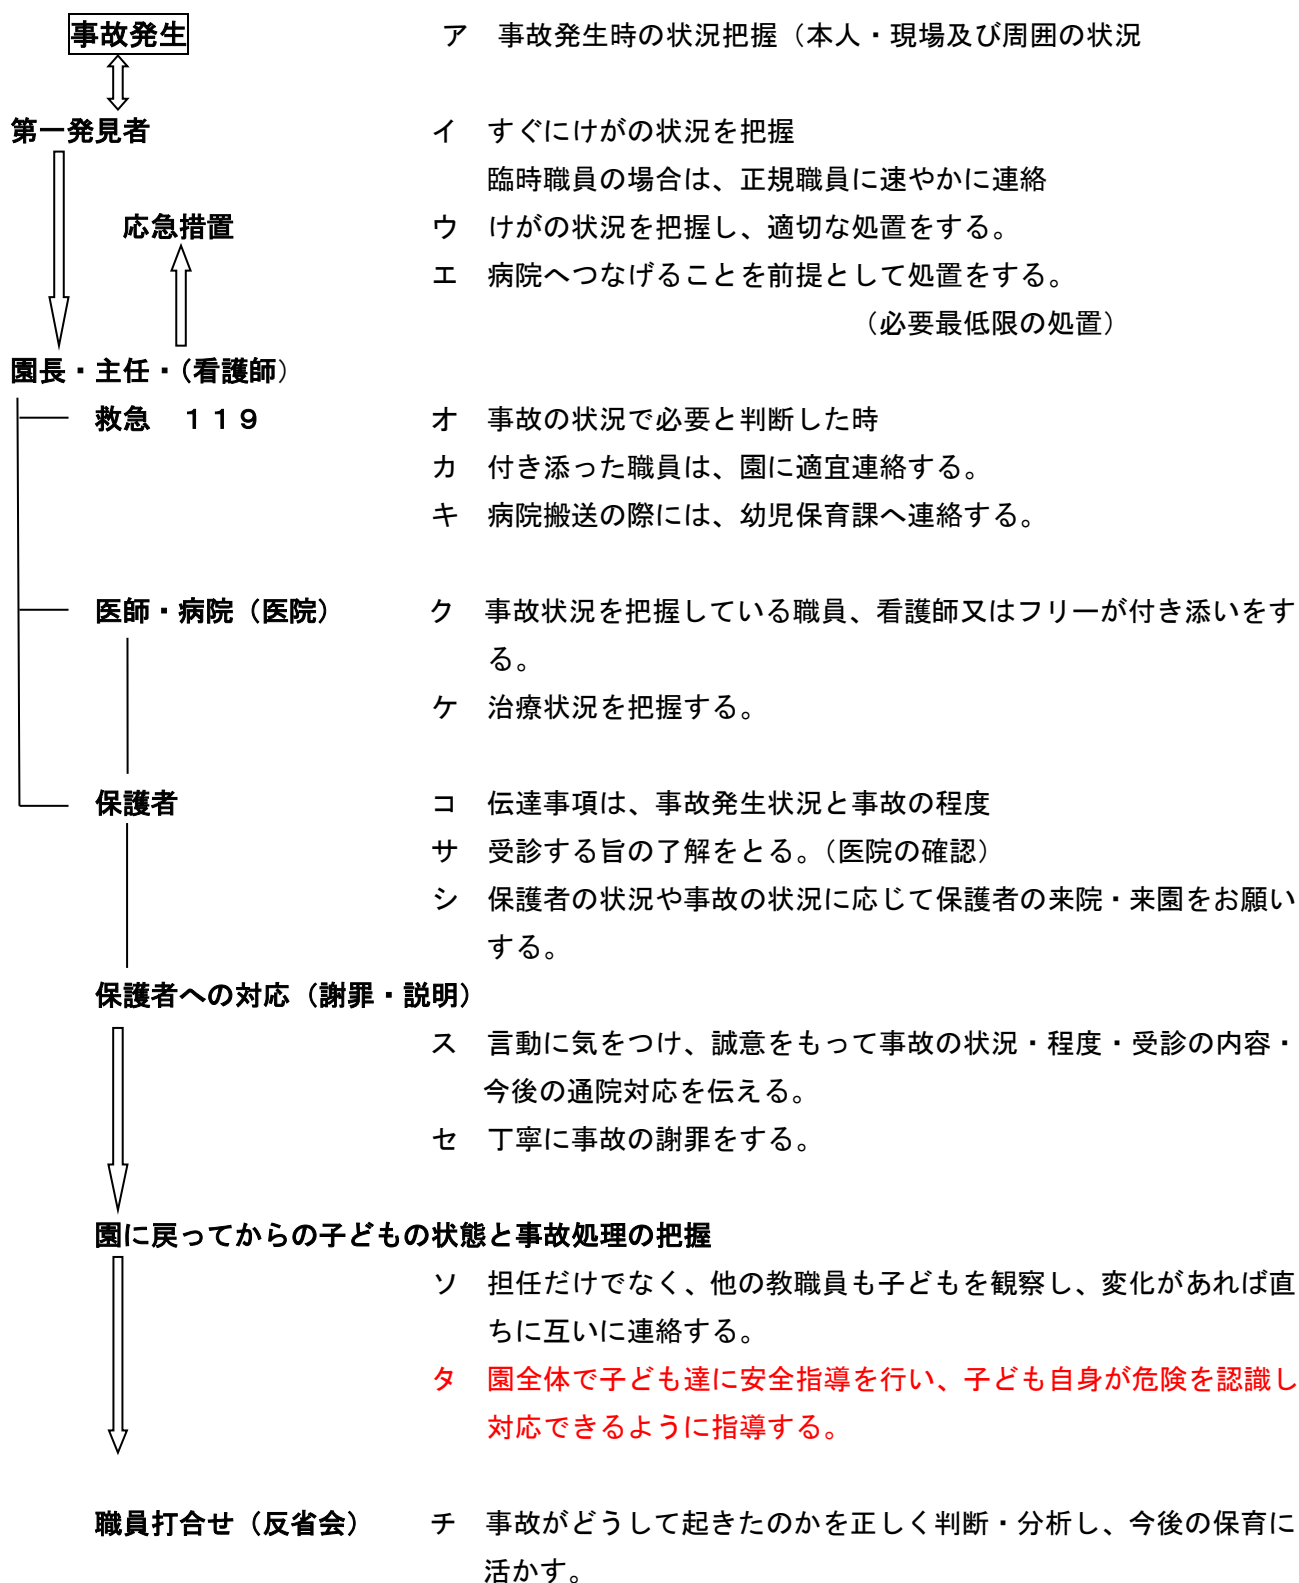 事故発生　ア　事故発生時の状況把握（本人・現場及び周囲の状況
第一発見者　イ　すぐにけがの状況を把握
臨時職員の場合は、正規職員に速やかに連絡
応急措置　ウ　けがの状況を把握し、適切な処置をする。
エ　病院へつなげることを前提として処置をする。
（必要最低限の処置）
園長・主任・（看護師）
救急　１１９　オ　事故の状況で必要と判断した時
カ　付き添った職員は、園に適宜連絡する。
キ　病院搬送の際には、幼児保育課へ連絡する。
医師・病院（医院）　ク　事故状況を把握している職員、看護師又はフリーが付き添いをす
る。
ケ　治療状況を把握する。
保護者　コ　伝達事項は、事故発生状況と事故の程度
サ　受診する旨の了解をとる。（医院の確認）
シ　保護者の状況や事故の状況に応じて保護者の来院・来園をお願い
する。
保護者への対応（謝罪・説明）
ス　言動に気をつけ、誠意をもって事故の状況・程度・受診の内容・
今後の通院対応を伝える。
セ　丁寧に事故の謝罪をする。
園に戻ってからの子どもの状態と事故処理の把握
ソ　担任だけでなく、他の教職員も子どもを観察し、変化があれば直
ちに互いに連絡する。
タ　園全体で子ども達に安全指導を行い、子ども自身が危険を認識し
対応できるように指導する。
職員打合せ（反省会）　チ　事故がどうして起きたのかを正しく判断・分析し、今後の保育に
活かす。